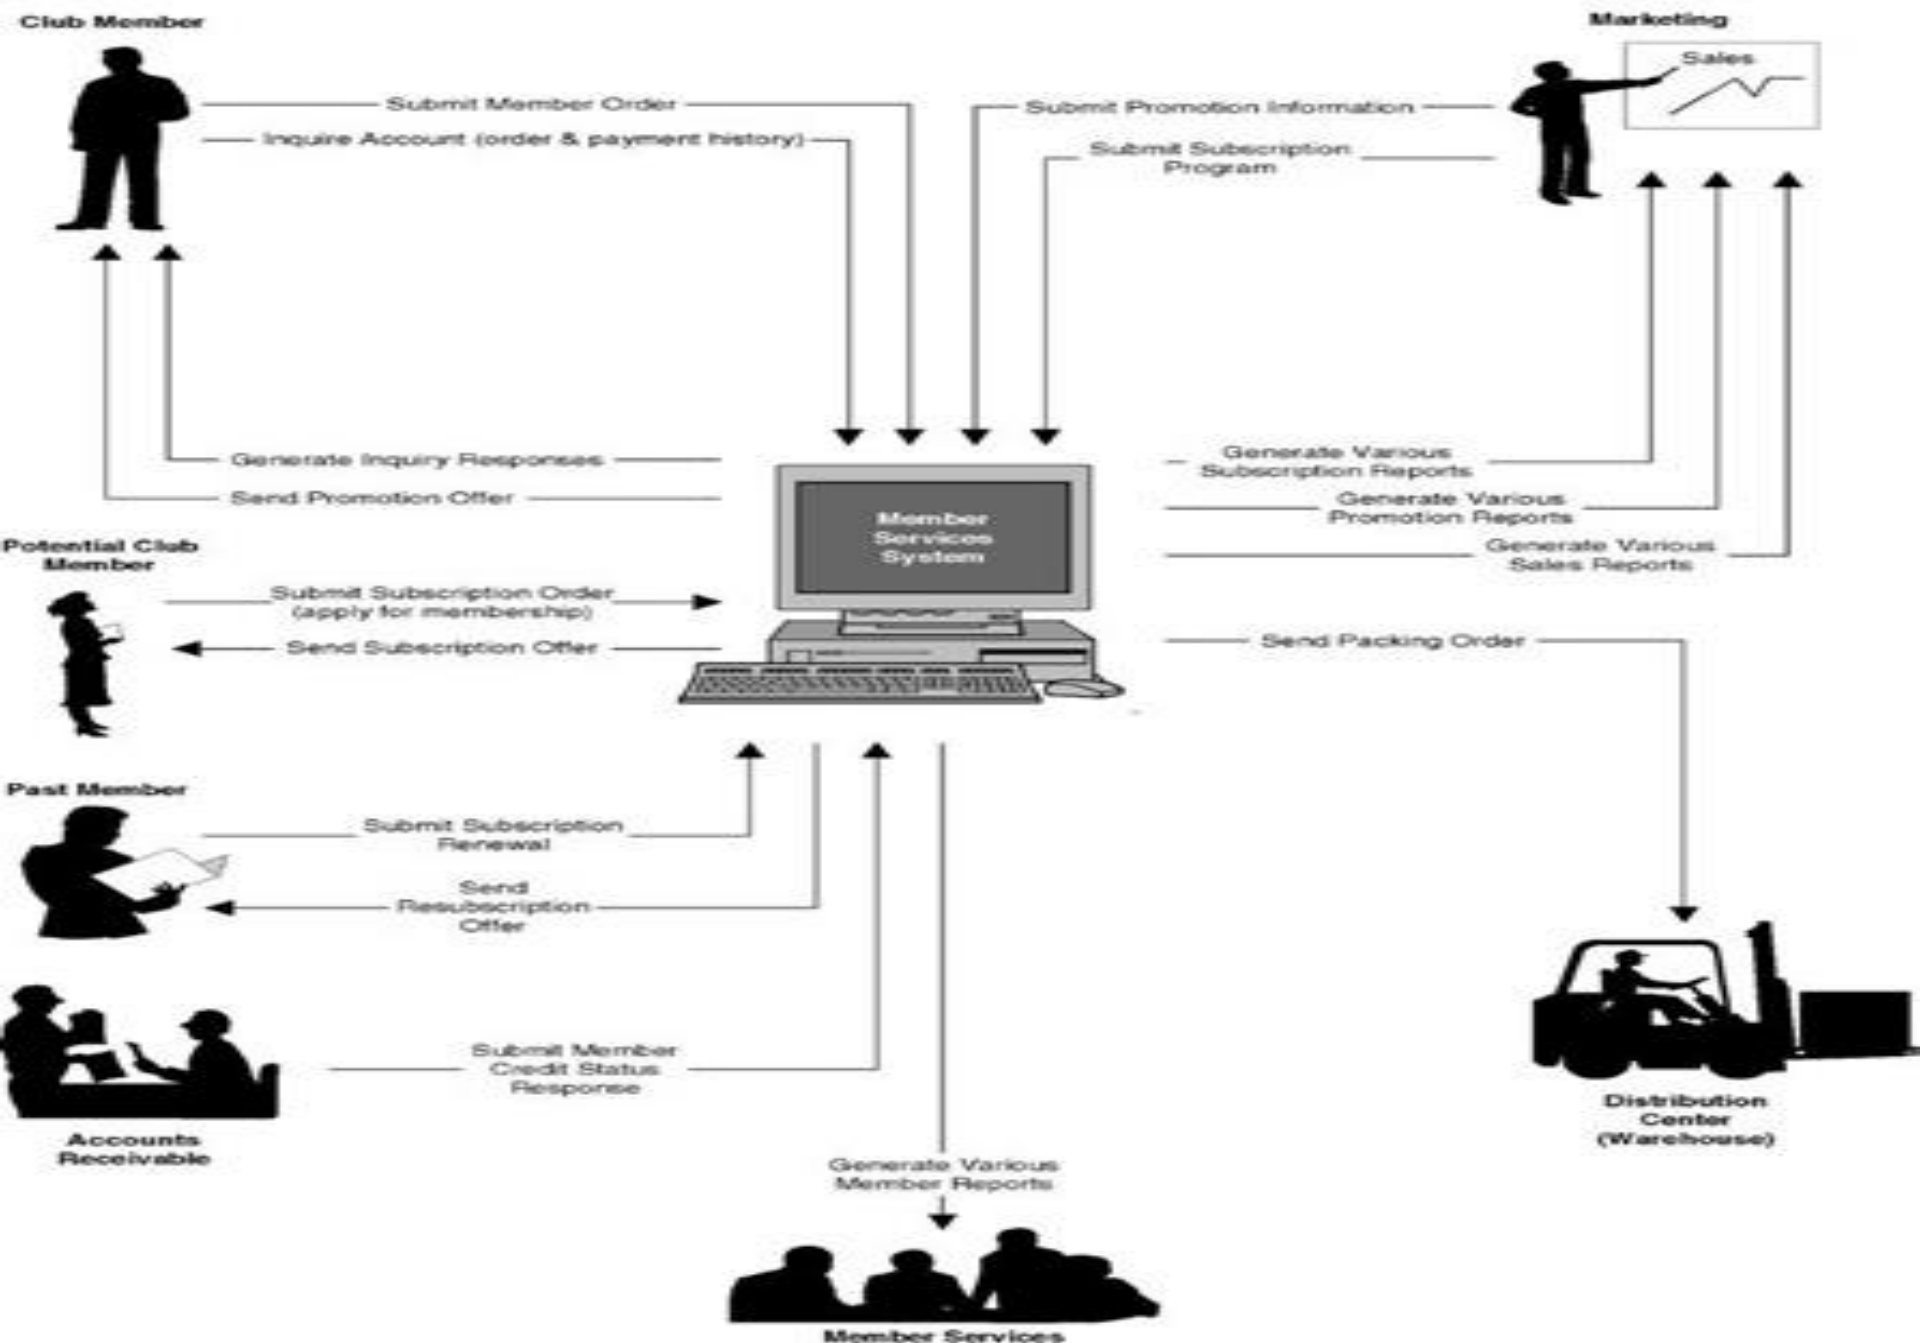 Club Member
Marketing
Sales
Submit Member Order
Submit Promotion Information
Inquire Account (order & payment history)
Submit Subscription
Program
Generate Inquiry Responses
Send Promotion Offer
Generate Various
Subscription Reports
Generate Various
Promotion Reports
Generate Various
Sales Reports
Member
Services
System
Potential Club
Member
Submit Subscription Order
(apply for membership)
Send Subscription Offer
Send Packing Order
Past Member
Submit Subscription
Renewal
Send
Resubscription
Offer
Submit Member
Credit Status
Response
Accounts
Receivable
Distribution
Center
(Warehouse)
Generate Various
Member Reports
Member Services